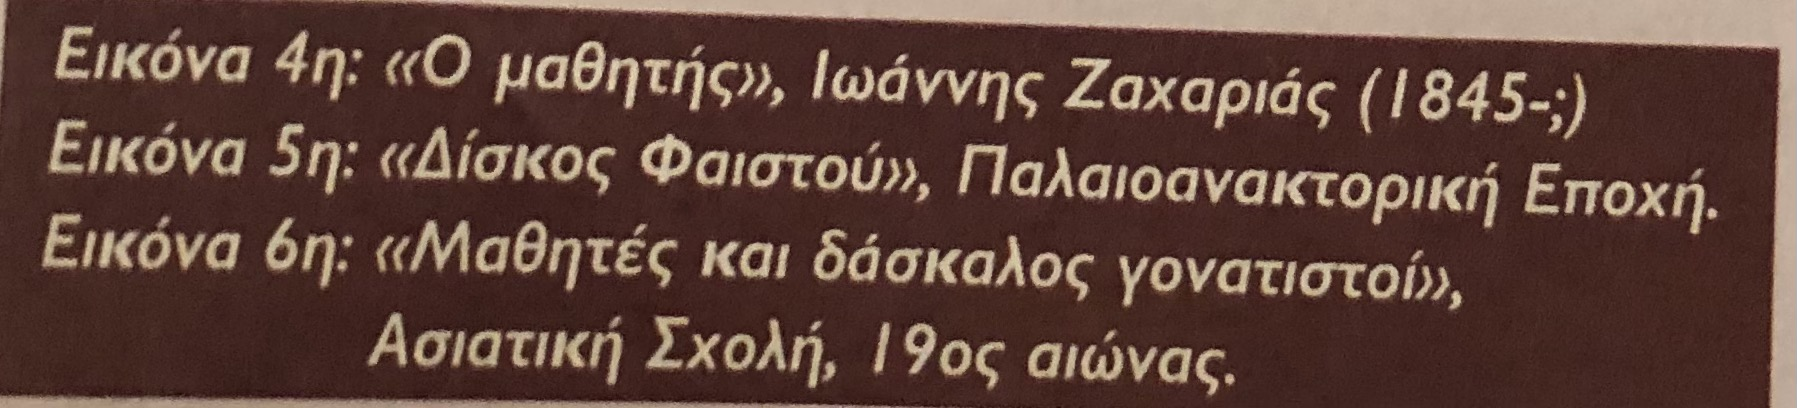 Εικόνα 4η: «Ο μαθητής», Ιωάννης Ζαχαριάς (1845-;)
Εικόνα 5η: «Δίσκος Φαιστού», Παλαιοανακτορική Εποχή.
Εικόνα 6η: «Μαθητές και δάσκαλος γονατιστοί»,
Ασιατική Σχολή, 19ος αιώνας.